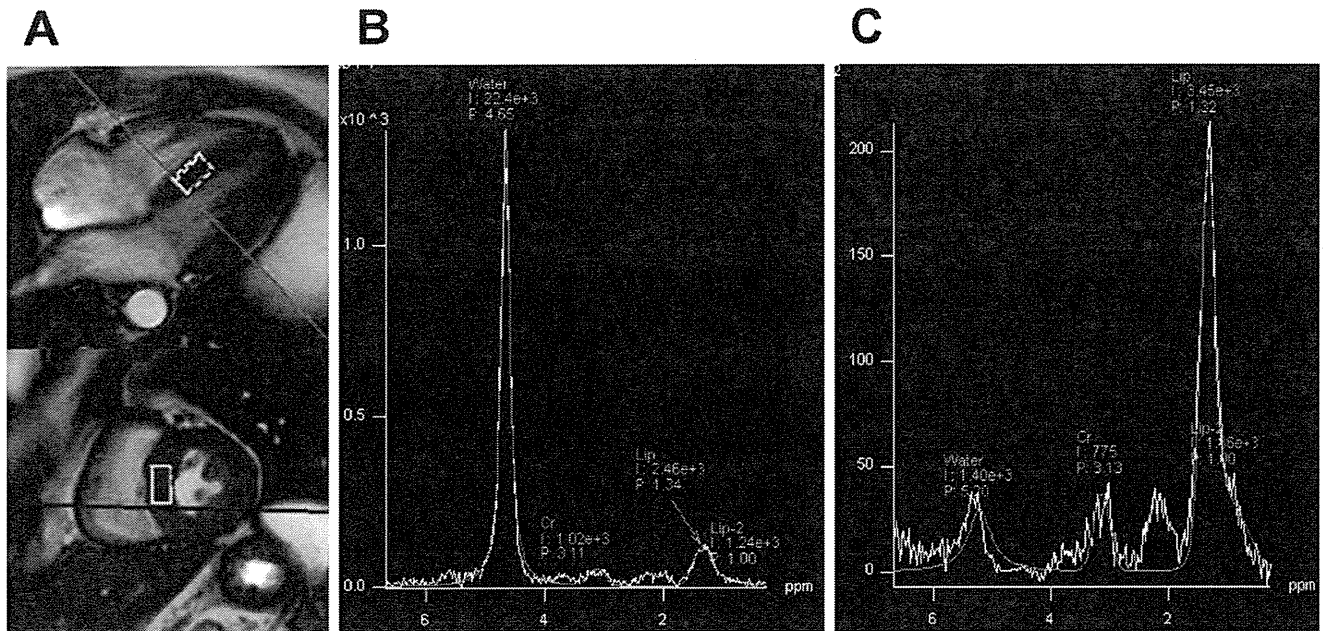 A
B
C
Water
I: 22.4e+3
P: 4.65
x10^3
1.0
0.5
0.0
Cr
I: 1.02e+3
P: 3.11
Lip
I: 2.46e+3
P: 1.34
Lip-2
I: 1.24e+3
P: 1.00
ppm
6
4
2
Lip
I: 3.45e+3
P: 1.32
200
150
100
50
0
Water
I: 1.40e+3
Cr
I: 775
P: 3.13
ppm
6
4
2